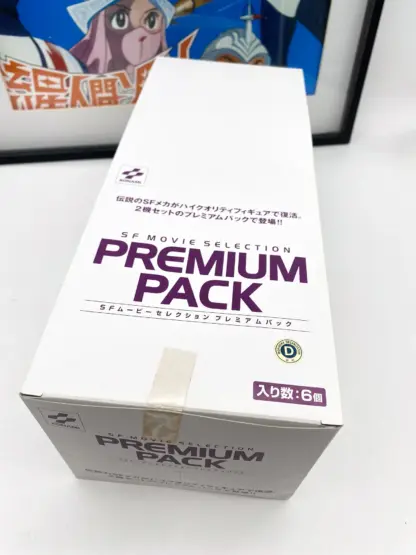 KONAMI
伝説のSFメカがハイクオリティフィギュアで復活。
2機セットのプレミアムパックで登場!!
SF MOVIE SELECTION
PREMIUM
PACK
SFムービーセレクション プレミアムパック
D
入り数:6個
KONAMI
SF MOVIE SELECTION
PREMIUM
PACK